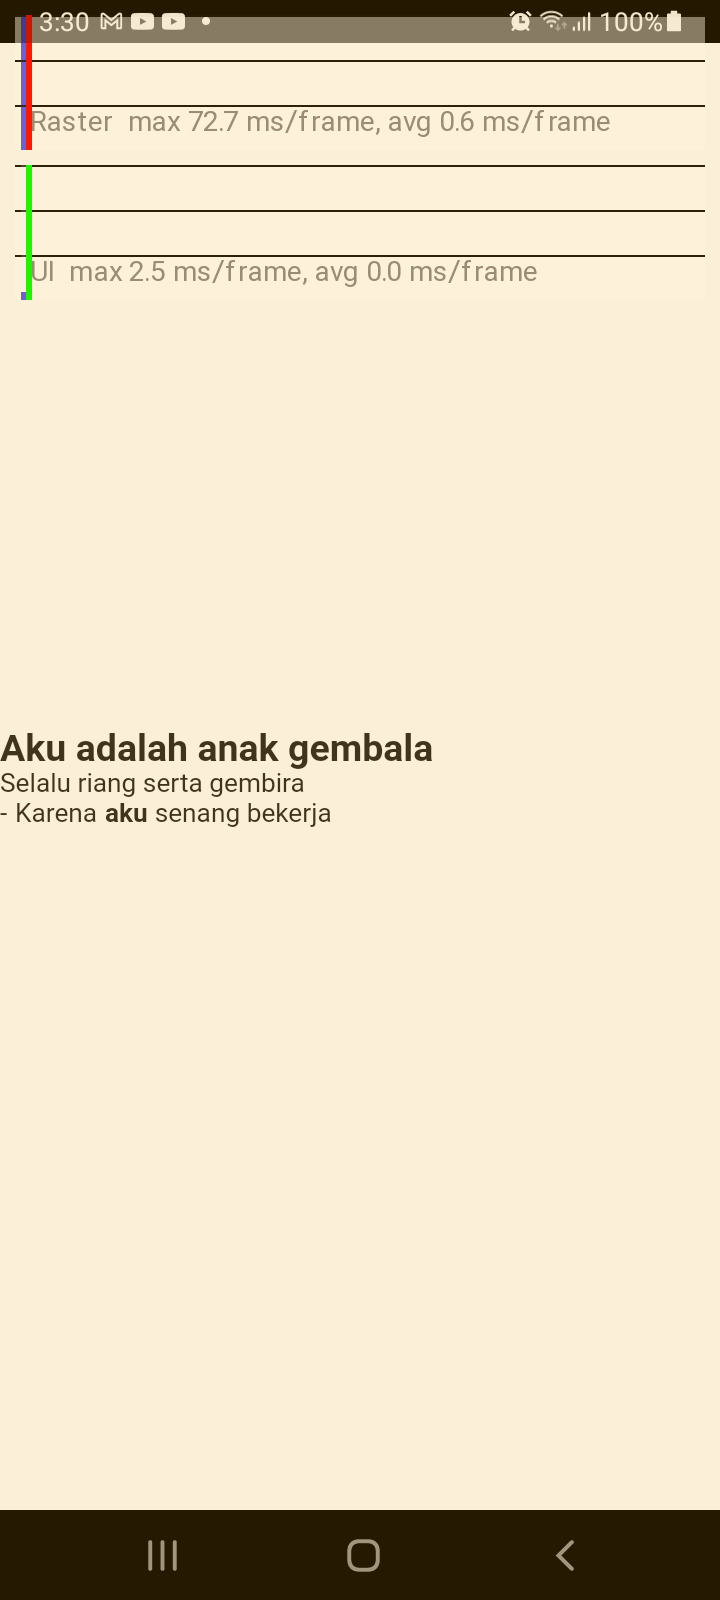 3:30 100%
Raster max 72.7 ms/frame, avg 0.6 ms/frame
UI max 2.5 ms/frame, avg 0.0 ms/frame
Aku adalah anak gembala
Selalu riang serta gembira
- Karena aku senang bekerja